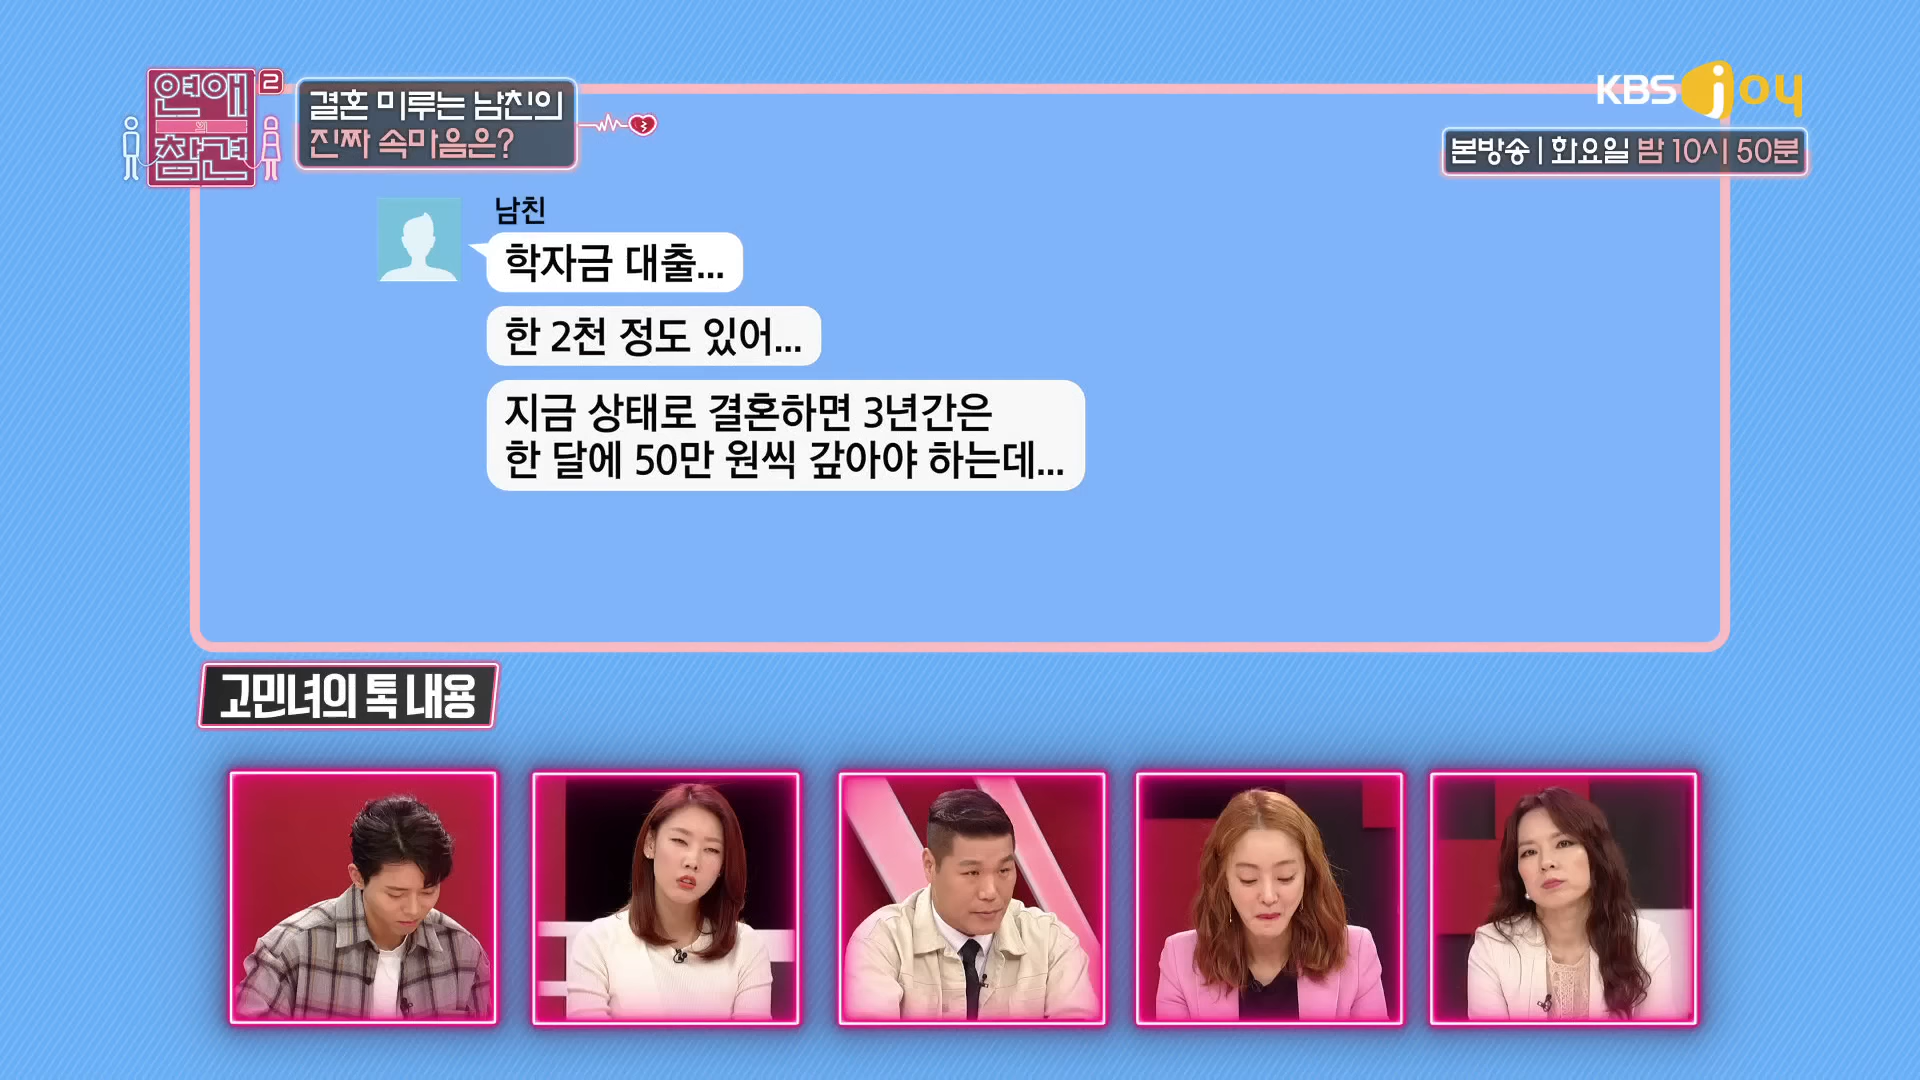 연애의 참견 2
결혼 미루는 남친의
진짜 속마음은?
KBS joy
본방송 | 화요일 밤 10시 50분
남친
학자금 대출...
한 2천 정도 있어...
지금 상태로 결혼하면 3년간은
한 달에 50만 원씩 갚아야 하는데...
고민녀의 톡 내용